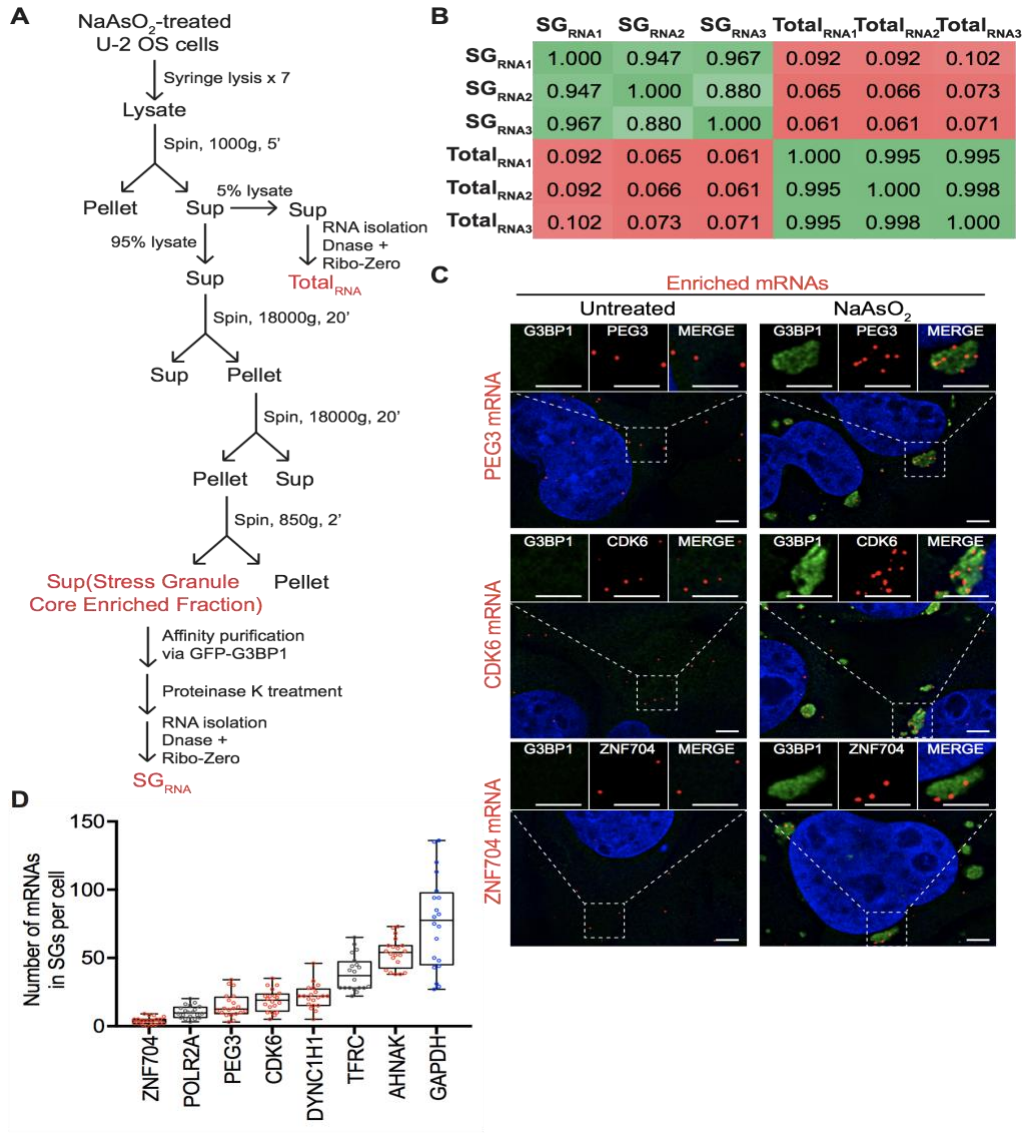 A
NaAsO2-treated
U-2 OS cells
Syringe lysis x 7
Lysate
Spin, 1000g, 5'
Pellet
Sup
5% lysate
Sup
95% lysate
RNA isolation
Dnase +
Ribo-Zero
Sup
TotalRNA
Spin, 18000g, 20'
Sup
Pellet
Spin, 18000g, 20'
Pellet
Sup
Spin, 850g, 2'
Sup(Stress Granule
Core Enriched Fraction)
Pellet
Affinity purification
via GFP-G3BP1
Proteinase K treatment
RNA isolation
Dnase +
Ribo-Zero
SGRNA
B
SGRNA1 SGRNA2 SGRNA3 TotalRNA1 TotalRNA2 TotalRNA3
SGRNA1 1.000 0.947 0.967 0.092 0.092 0.102
SGRNA2 0.947 1.000 0.880 0.065 0.066 0.073
SGRNA3 0.967 0.880 1.000 0.061 0.061 0.071
TotalRNA1 0.092 0.065 0.061 1.000 0.995 0.995
TotalRNA2 0.092 0.066 0.061 0.995 1.000 0.998
TotalRNA3 0.102 0.073 0.071 0.995 0.998 1.000
C
Enriched mRNAs
Untreated NaAsO2
G3BP1 PEG3 MERGE G3BP1 PEG3 MERGE
PEG3 mRNA
G3BP1 CDK6 MERGE G3BP1 CDK6 MERGE
CDK6 mRNA
G3BP1 ZNF704 MERGE G3BP1 ZNF704 MERGE
ZNF704 mRNA
D
Number of mRNAs
in SGs per cell
150
100
50
0
ZNF704
POLR2A
PEG3
CDK6
DYNC1H1
TFRC
AHNAK
GAPDH